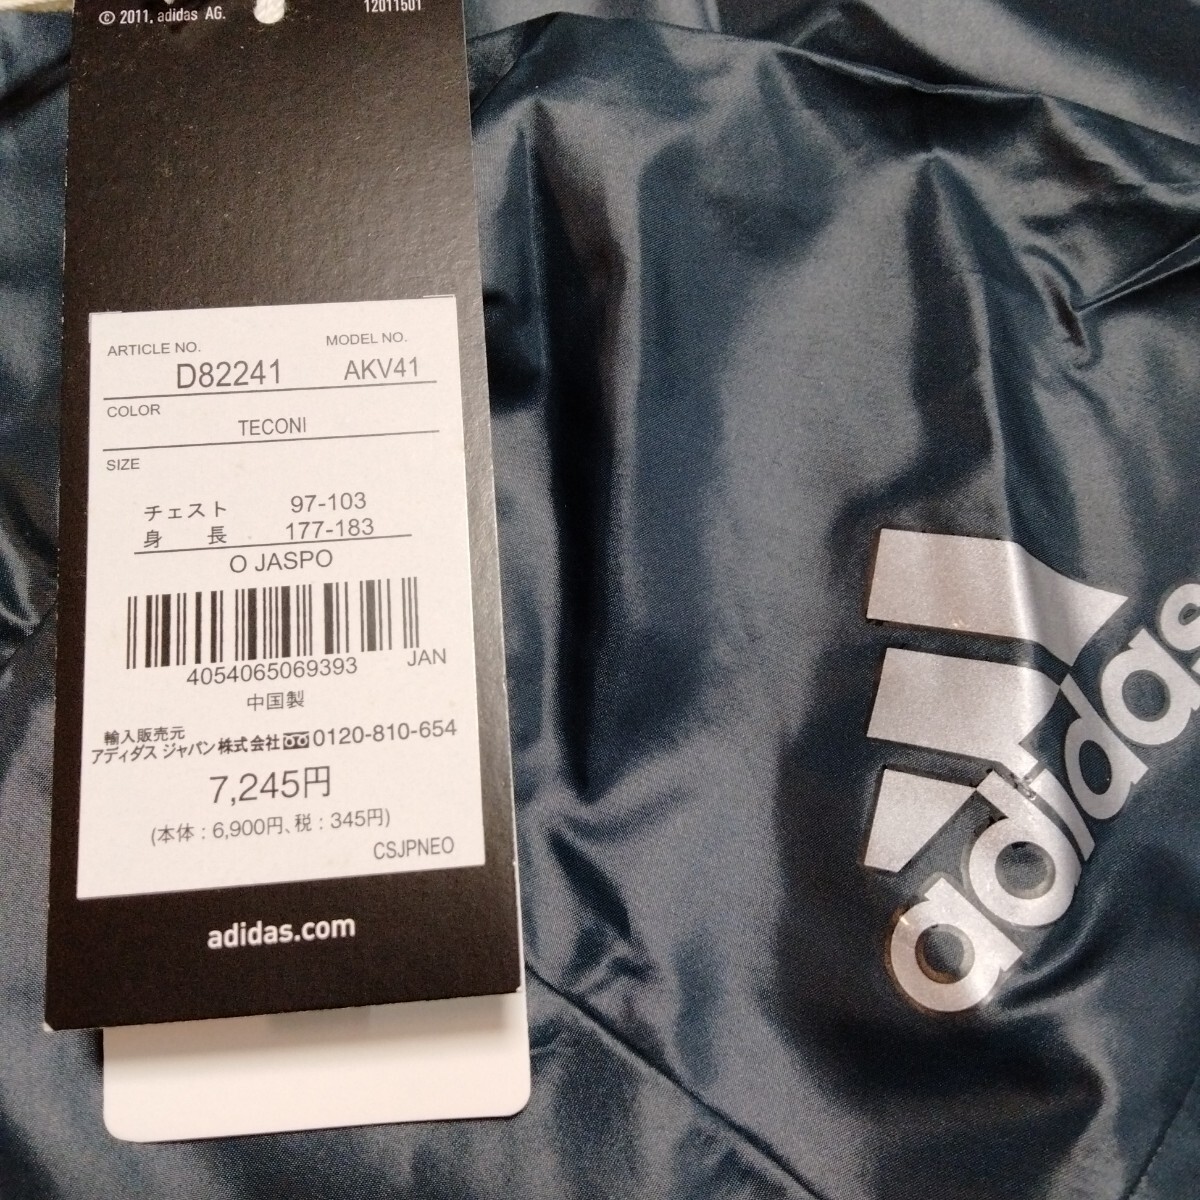 © 2011, adidas AG.
12011501
ARTICLE NO.
MODEL NO.
D82241
AKV41
COLOR
TECONI
SIZE
チェスト 97-103
身 長 177-183
O JASPO
4054065069393
JAN
中国製
輸入販売元
アディダス ジャパン株式会社 0120-810-654
7,245円
(本体 : 6,900円、税 : 345円)
CSJPNEO
adidas.com
adidas